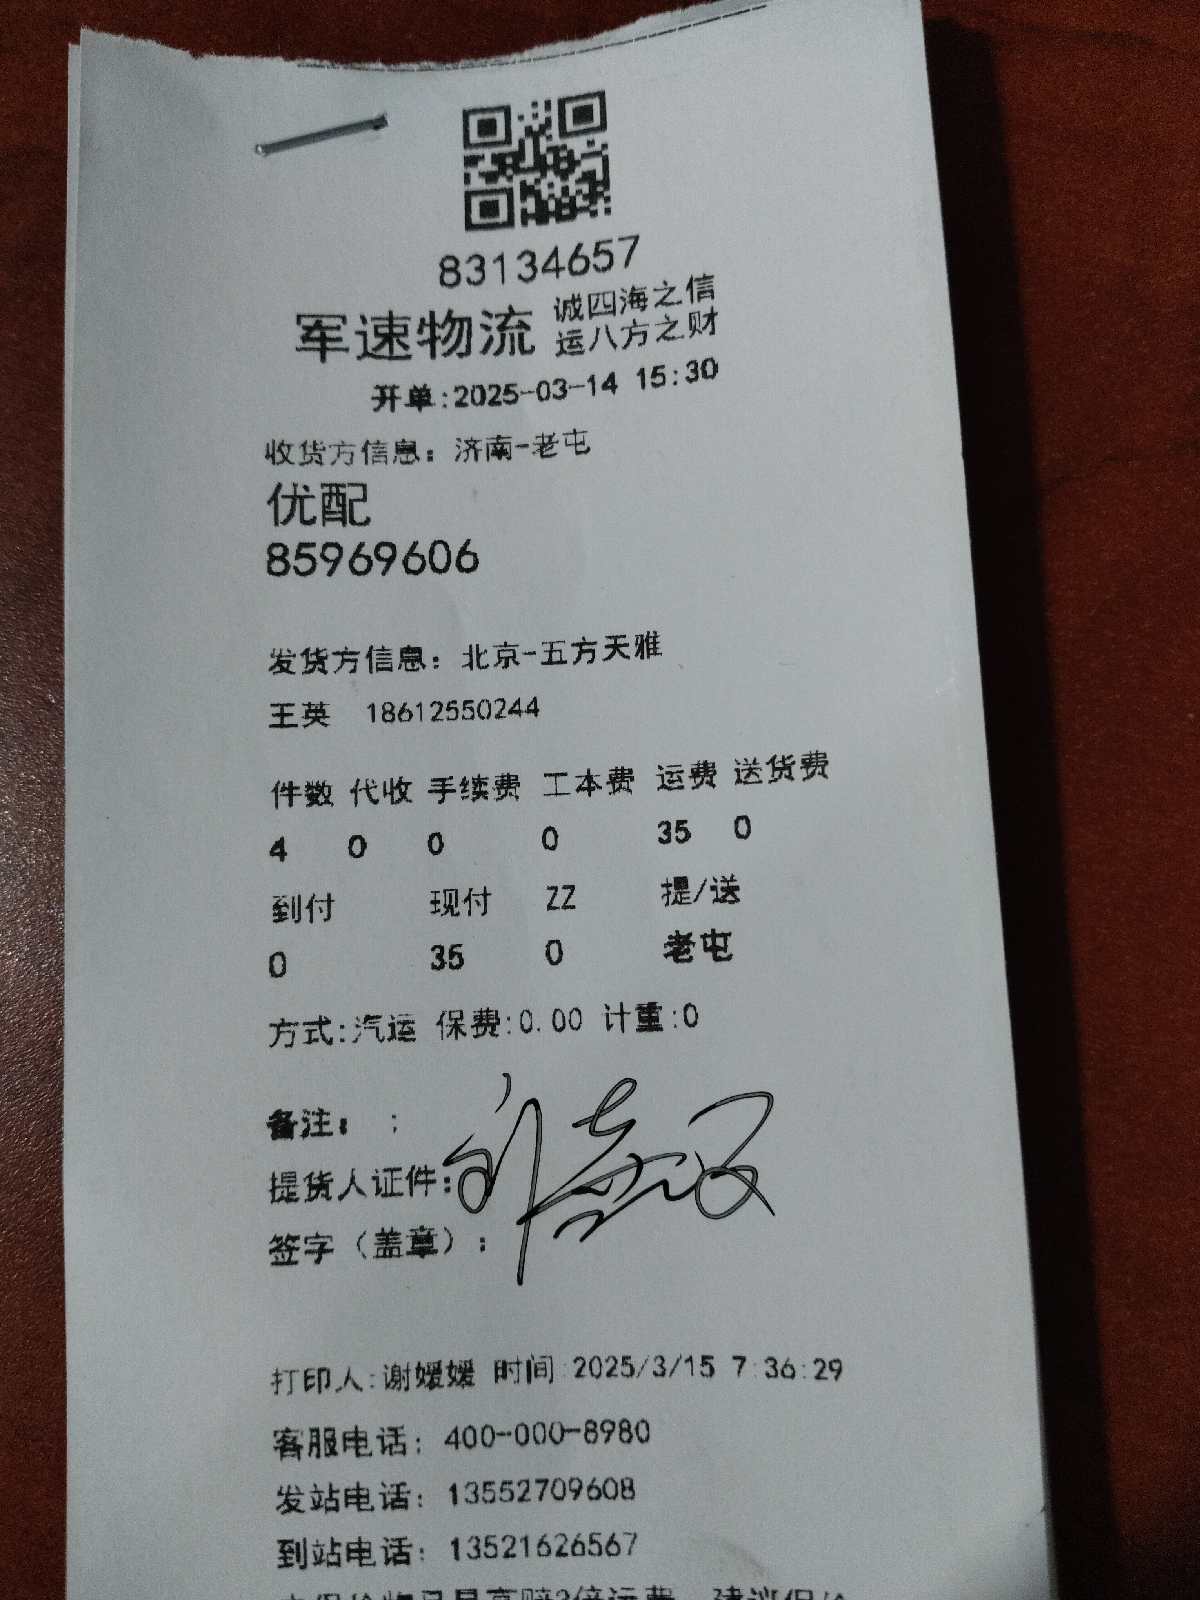 83134657
军速物流 诚四海之信
运八方之财
开单:2025-03-14 15:30
收货方信息：济南-老屯
优配
85969606
发货方信息：北京-五方天雅
王英 18612550244
件数 代收 手续费 工本费 运费 送货费
4 0 0 0 35 0
到付 现付 ZZ 提/送
0 35 0 老屯
方式:汽运 保费:0.00 计重:0
备注： ;
提货人证件:
签字（盖章）:
打印人:谢媛媛 时间:2025/3/15 7:36:29
客服电话：400-000-8980
发站电话：13552709608
到站电话：13521626567